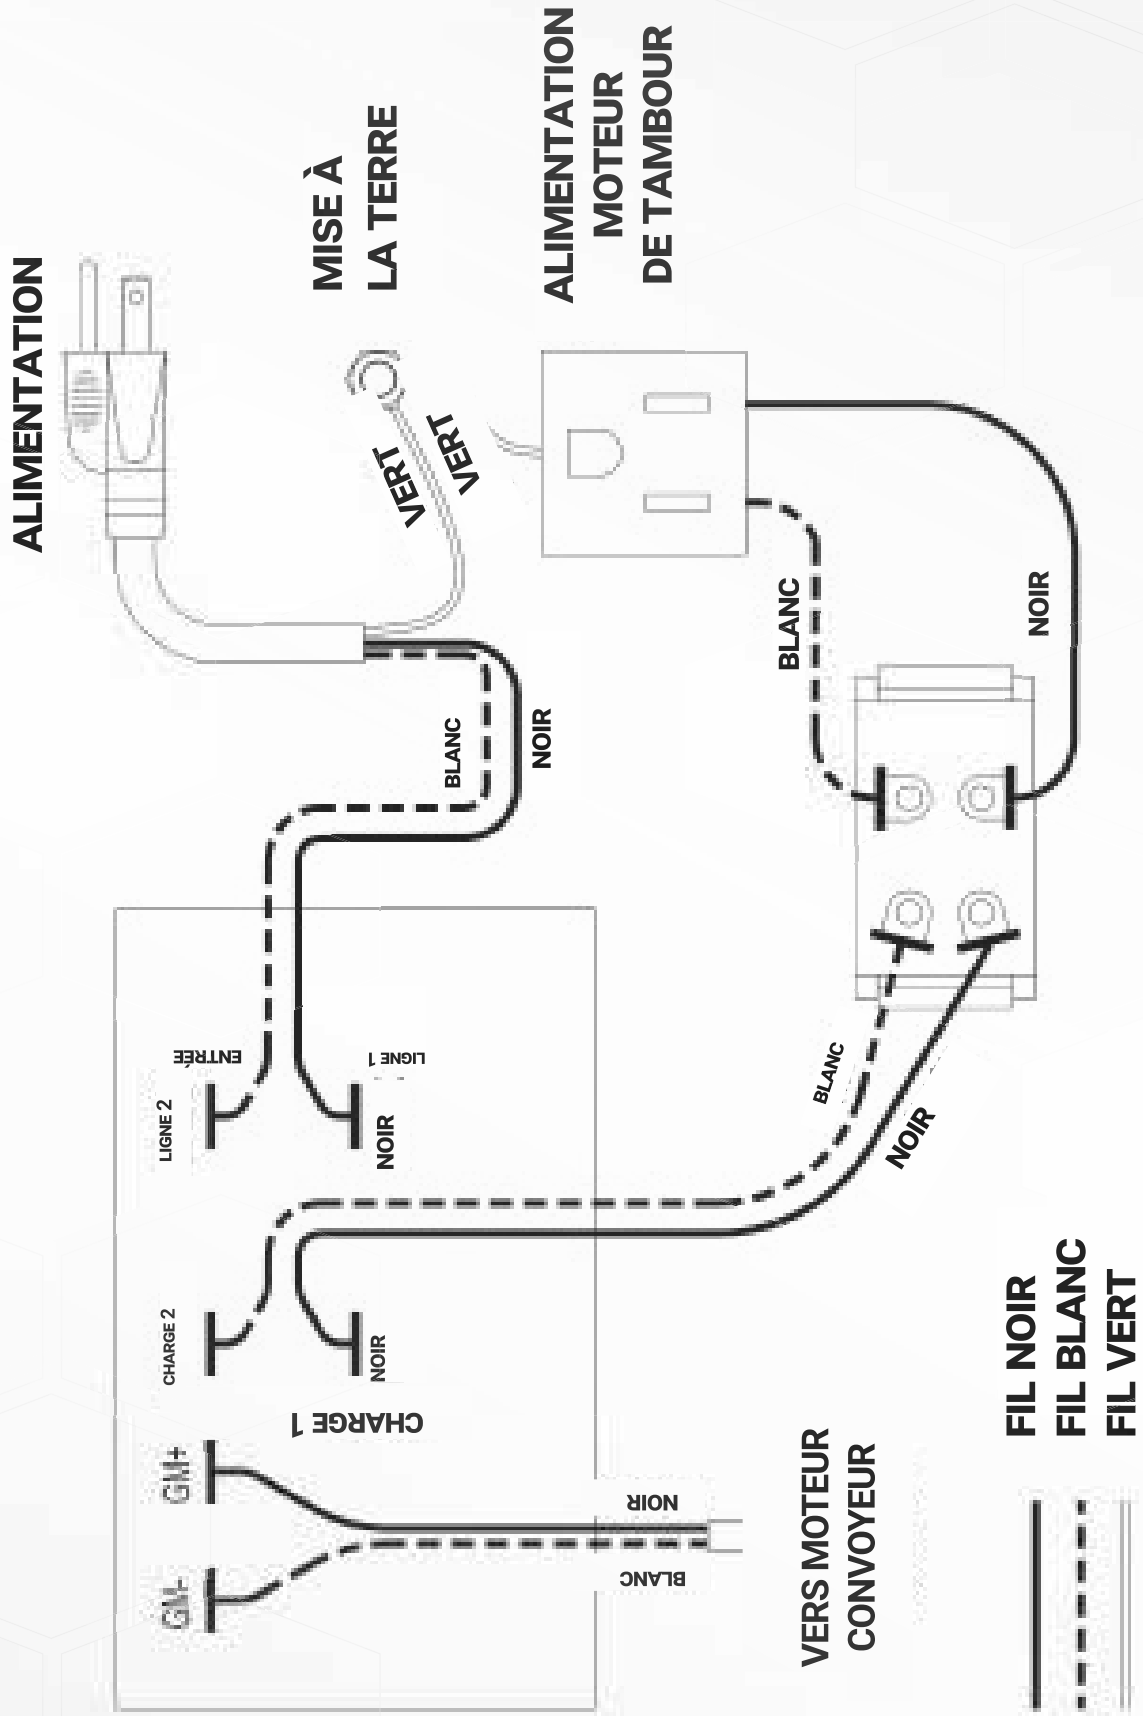 ALIMENTATION
MISE À
LA TERRE
ALIMENTATION
MOTEUR
DE TAMBOUR
VERT
VERT
BLANC
NOIR
BLANC
NOIR
ENTRÉE
LIGNE 2
LIGNE 1
NOIR
BLANC
NOIR
CHARGE 2
NOIR
CHARGE 1
GM+
GM-
NOIR
BLANC
VERS MOTEUR
CONVOYEUR
FIL NOIR
FIL BLANC
FIL VERT